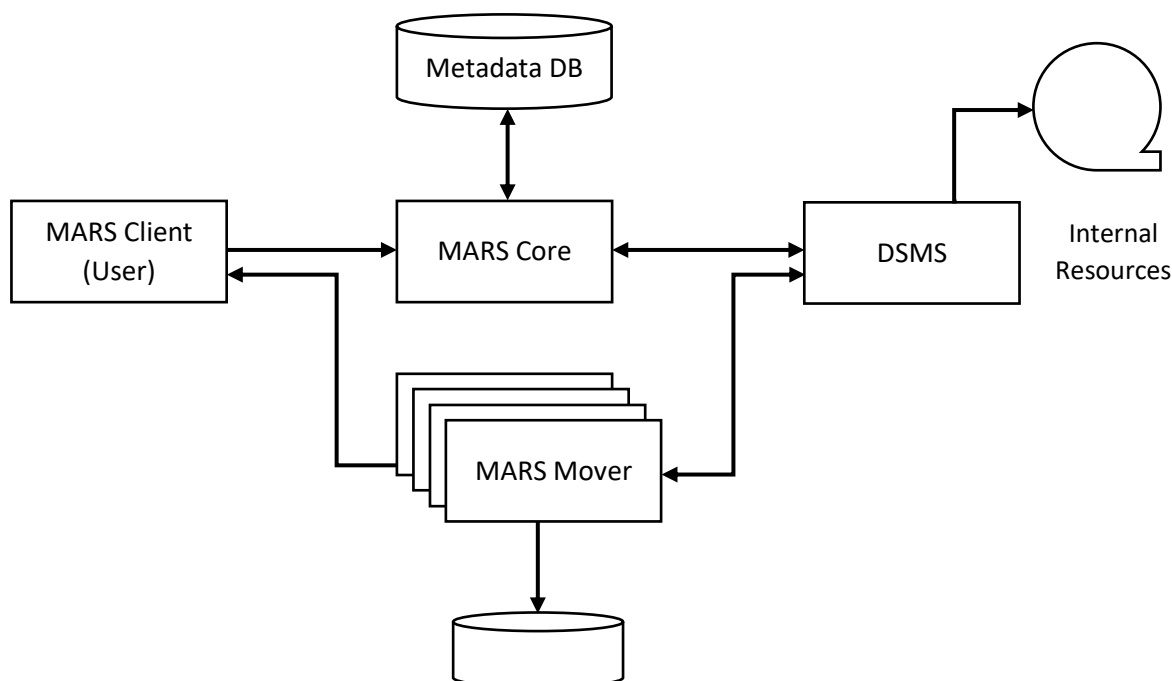 Metadata DB
MARS Client
(User)
MARS Core
DSMS
Internal
Resources
MARS Mover